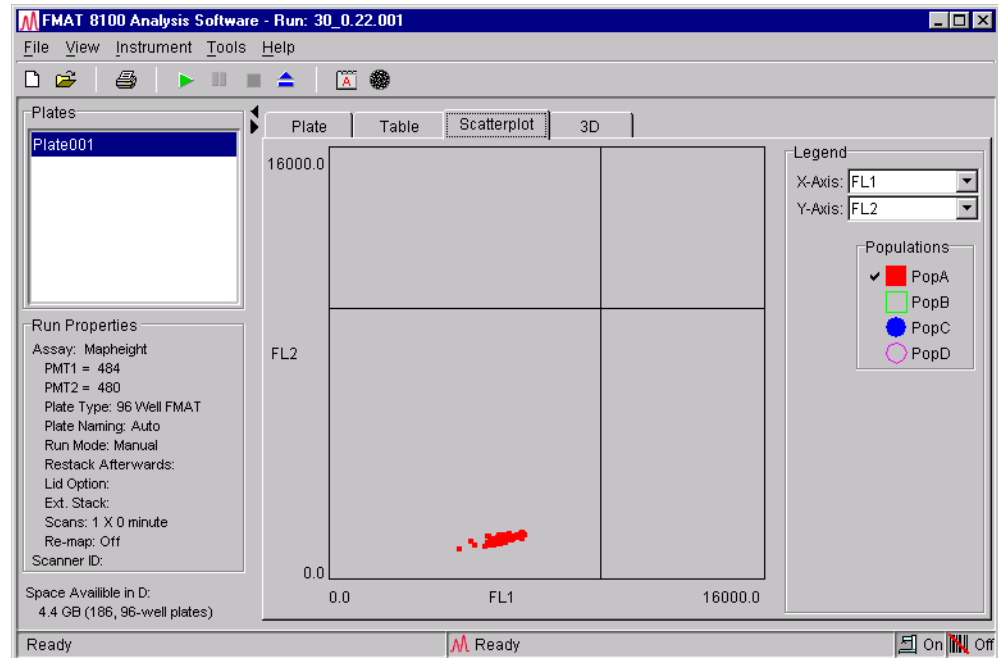 FMAT 8100 Analysis Software - Run: 30_0.22.001
File View Instrument Tools Help
A
Plates
Plate001
Run Properties
Assay: Mapheight
PMT1 = 484
PMT2 = 480
Plate Type: 96 Well FMAT
Plate Naming: Auto
Run Mode: Manual
Restack Afterwards:
Lid Option:
Ext. Stack:
Scans: 1 X 0 minute
Re-map: Off
Scanner ID:
Space Availible in D:
4.4 GB (186, 96-well plates)
Plate Table Scatterplot 3D
16000.0
FL2
0.0
0.0 FL1 16000.0
Legend
X-Axis: FL1
Y-Axis: FL2
Populations
PopA
PopB
PopC
PopD
Ready Ready On Off